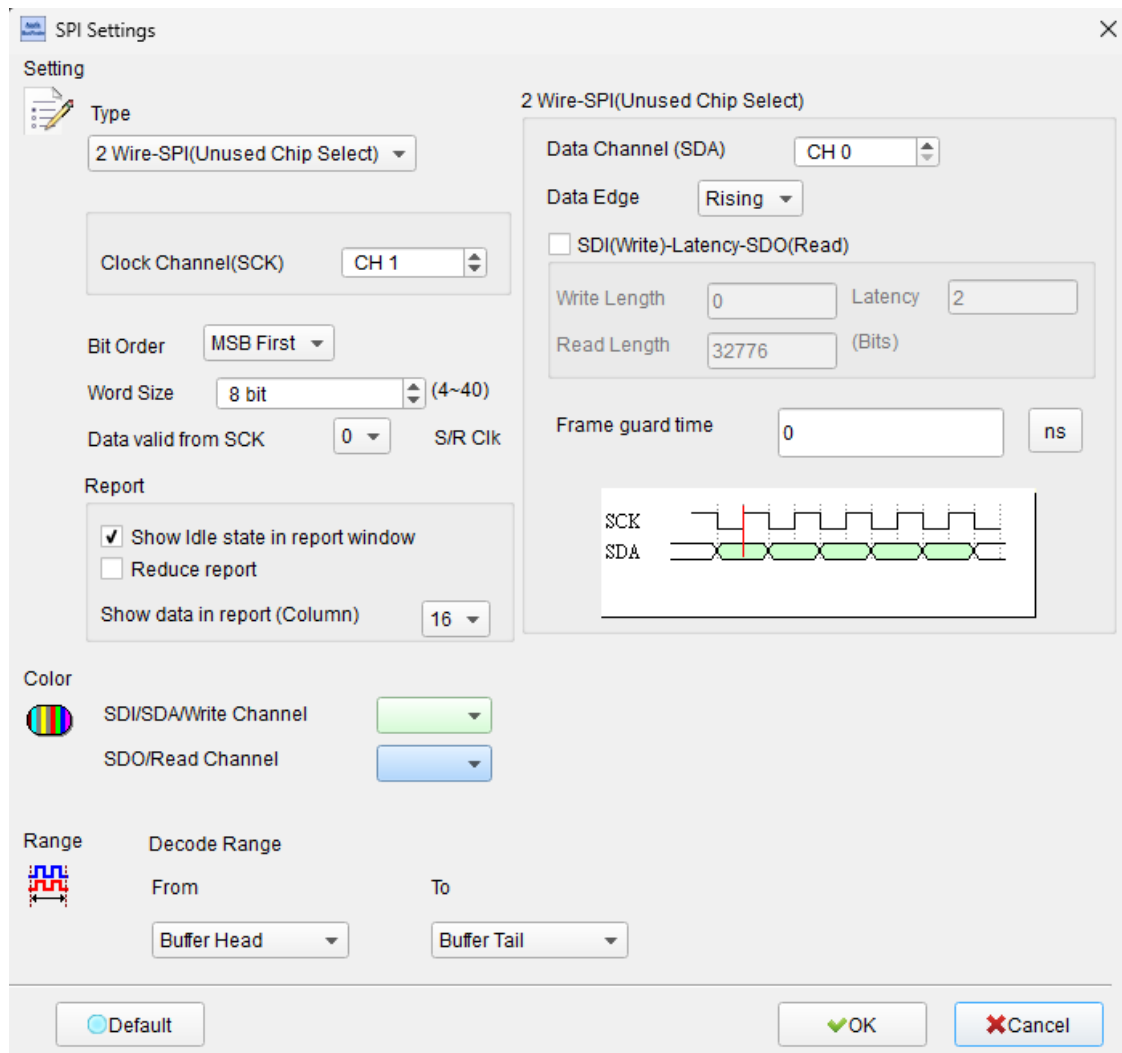 SPI Settings
Setting
Type
2 Wire-SPI(Unused Chip Select)
Clock Channel(SCK) CH 1
Bit Order MSB First
Word Size 8 bit (4~40)
Data valid from SCK 0 S/R Clk
Report
Show Idle state in report window
Reduce report
Show data in report (Column) 16
2 Wire-SPI(Unused Chip Select)
Data Channel (SDA) CH 0
Data Edge Rising
SDI(Write)-Latency-SDO(Read)
Write Length 0 Latency 2
Read Length 32776 (Bits)
Frame guard time 0 ns
SCK
SDA
Color
SDI/SDA/Write Channel
SDO/Read Channel
Range Decode Range
From To
Buffer Head Buffer Tail
Default OK Cancel